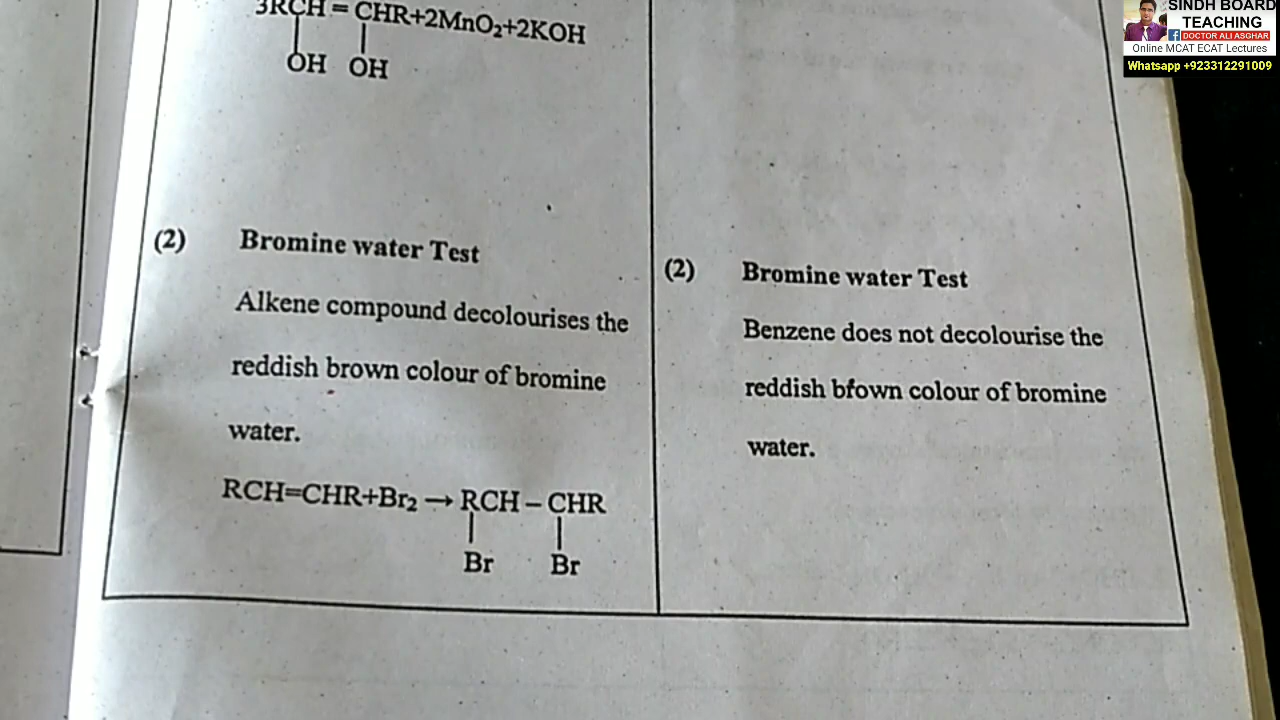 3RCH = CHR+2MnO₂+2KOH
OH OH
(2) Bromine water Test
Alkene compound decolourises the
reddish brown colour of bromine
water.
RCH=CHR+Br₂ → RCH – CHR
Br Br
(2) Bromine water Test
Benzene does not decolourise the
reddish brown colour of bromine
water.
SINDH BOARD
TEACHING
DOCTOR ALI ASGHAR
Online MCAT ECAT Lectures
Whatsapp +923312291009